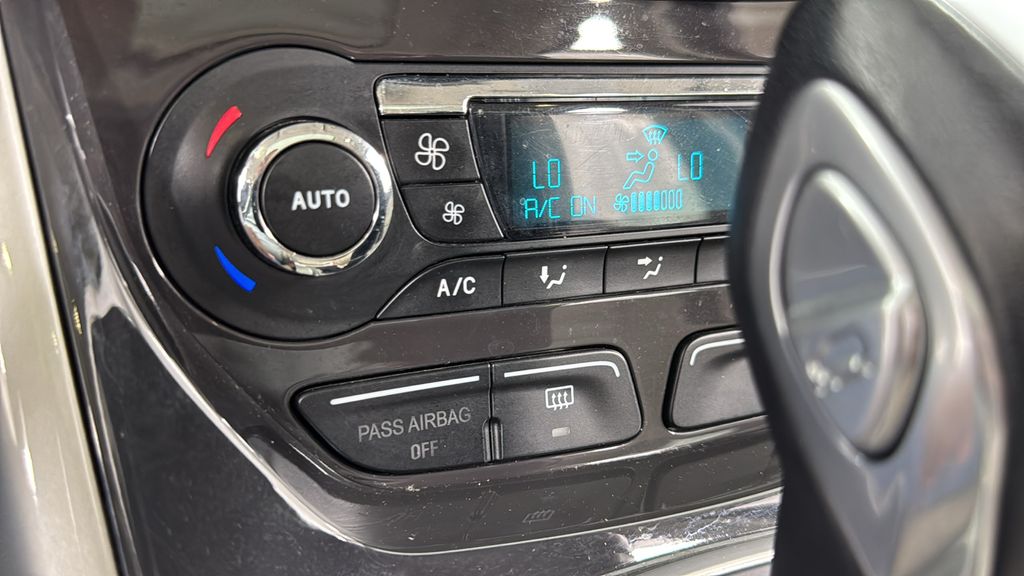 AUTO
LO LO
A/C ON
A/C
PASS AIRBAG
OFF